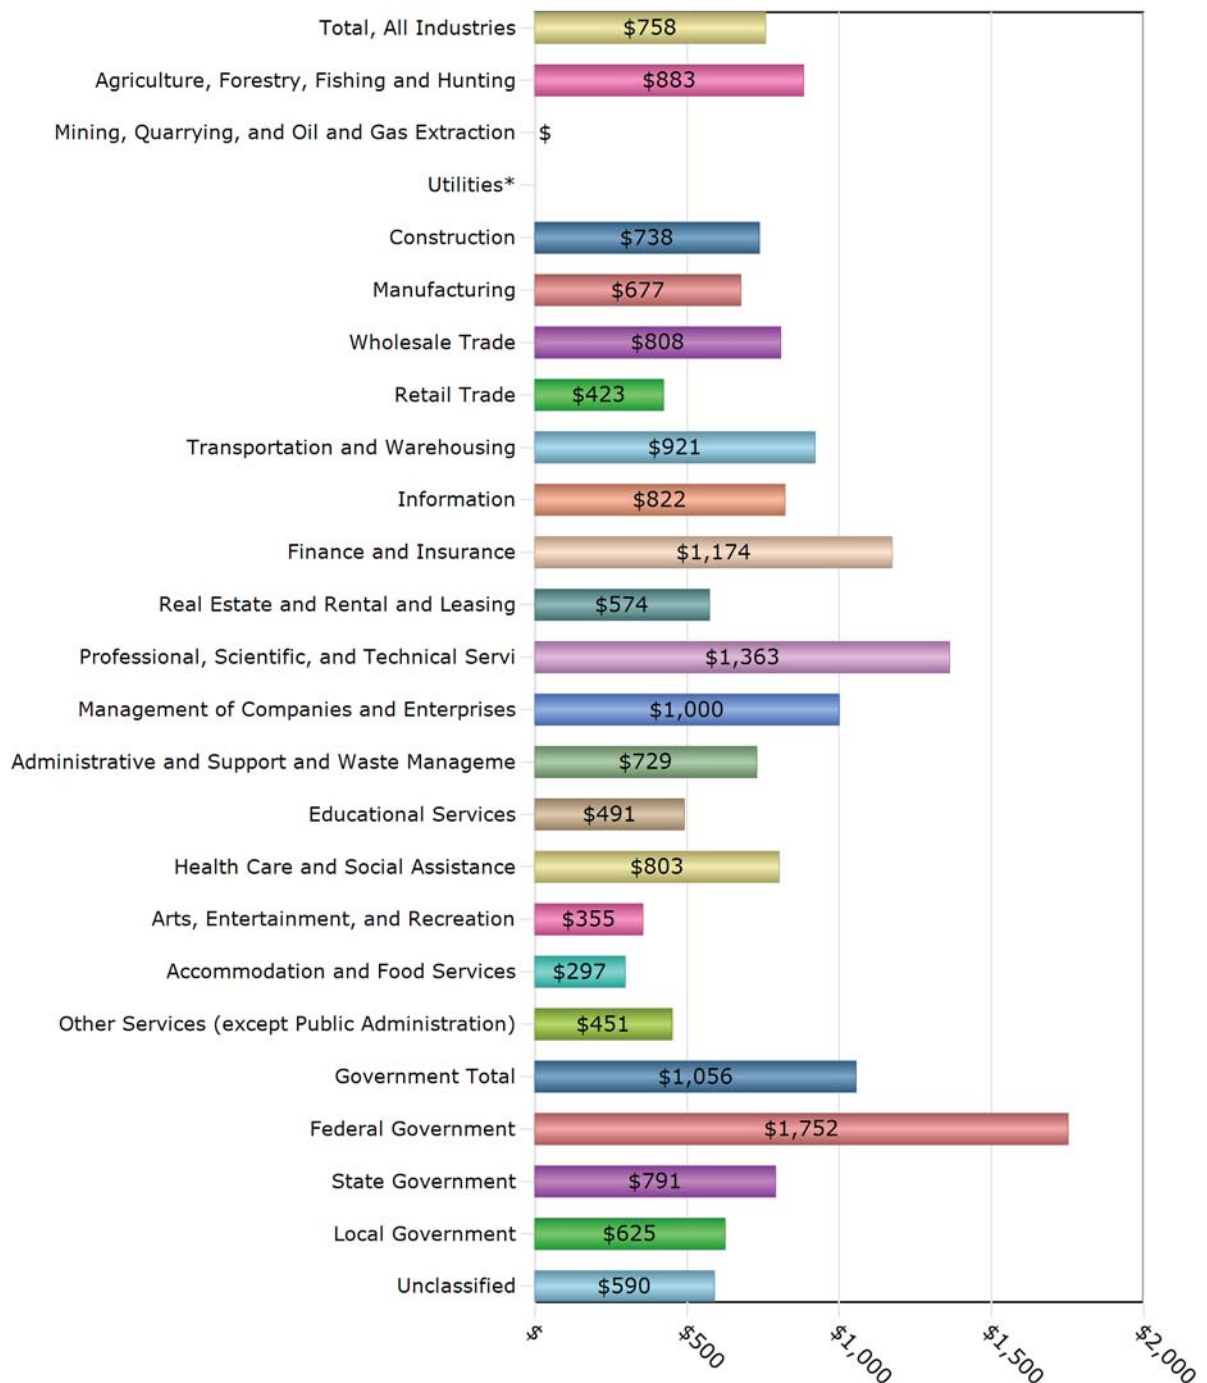 Total, All Industries $758
Agriculture, Forestry, Fishing and Hunting $883
Mining, Quarrying, and Oil and Gas Extraction $
Utilities*
Construction $738
Manufacturing $677
Wholesale Trade $808
Retail Trade $423
Transportation and Warehousing $921
Information $822
Finance and Insurance $1,174
Real Estate and Rental and Leasing $574
Professional, Scientific, and Technical Servi $1,363
Management of Companies and Enterprises $1,000
Administrative and Support and Waste Manageme $729
Educational Services $491
Health Care and Social Assistance $803
Arts, Entertainment, and Recreation $355
Accommodation and Food Services $297
Other Services (except Public Administration) $451
Government Total $1,056
Federal Government $1,752
State Government $791
Local Government $625
Unclassified $590
$ $500 $1,000 $1,500 $2,000